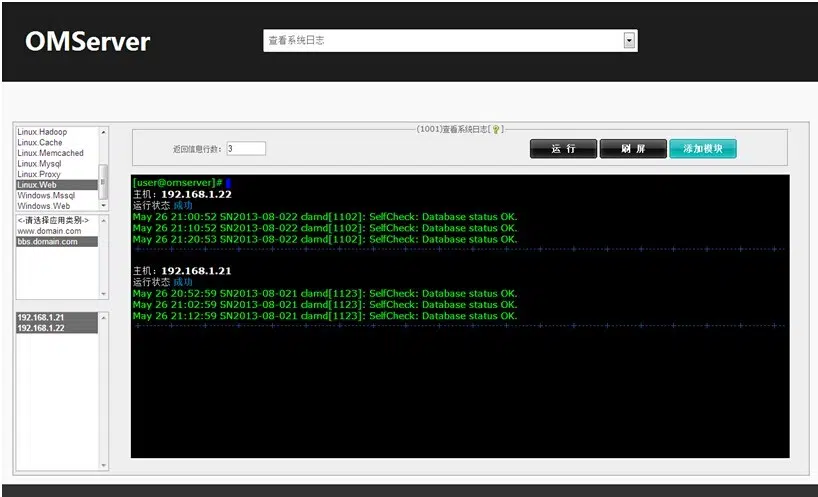 OMServer
查看系统日志
Linux.Hadoop
Linux.Cache
Linux.Memcached
Linux.Mysql
Linux.Proxy
Linux.Web
Windows.Mssql
Windows.Web
<-请选择应用类别->
www.domain.com
bbs.domain.com
192.168.1.21
192.168.1.22
(1001)查看系统日志[?]
返回信息行数: 3
运 行 刷 屏 添加模块
[user@omserver]#
主机: 192.168.1.22
运行状态 成功
May 26 21:00:52 SN2013-08-022 clamd[1102]: SelfCheck: Database status OK.
May 26 21:10:52 SN2013-08-022 clamd[1102]: SelfCheck: Database status OK.
May 26 21:20:53 SN2013-08-022 clamd[1102]: SelfCheck: Database status OK.
主机: 192.168.1.21
运行状态 成功
May 26 20:52:59 SN2013-08-021 clamd[1123]: SelfCheck: Database status OK.
May 26 21:02:59 SN2013-08-021 clamd[1123]: SelfCheck: Database status OK.
May 26 21:12:59 SN2013-08-021 clamd[1123]: SelfCheck: Database status OK.